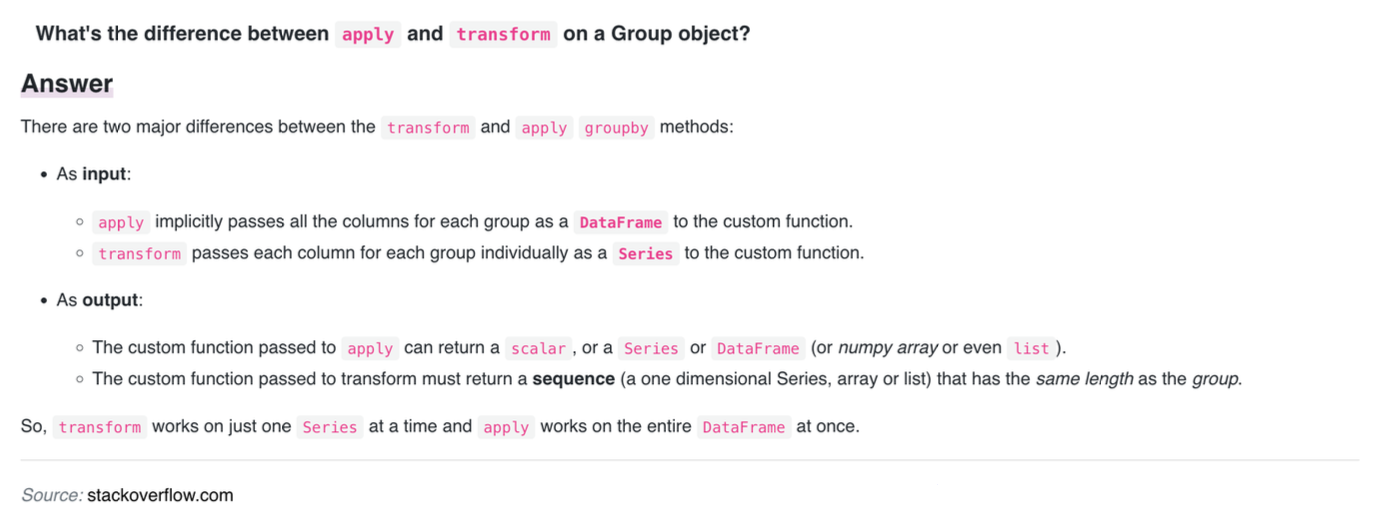 What's the difference between apply and transform on a Group object?
Answer
There are two major differences between the transform and apply groupby methods:
• As input:
◦ apply implicitly passes all the columns for each group as a DataFrame to the custom function.
◦ transform passes each column for each group individually as a Series to the custom function.
• As output:
◦ The custom function passed to apply can return a scalar, or a Series or DataFrame (or numpy array or even list).
◦ The custom function passed to transform must return a sequence (a one dimensional Series, array or list) that has the same length as the group.
So, transform works on just one Series at a time and apply works on the entire DataFrame at once.
Source: stackoverflow.com